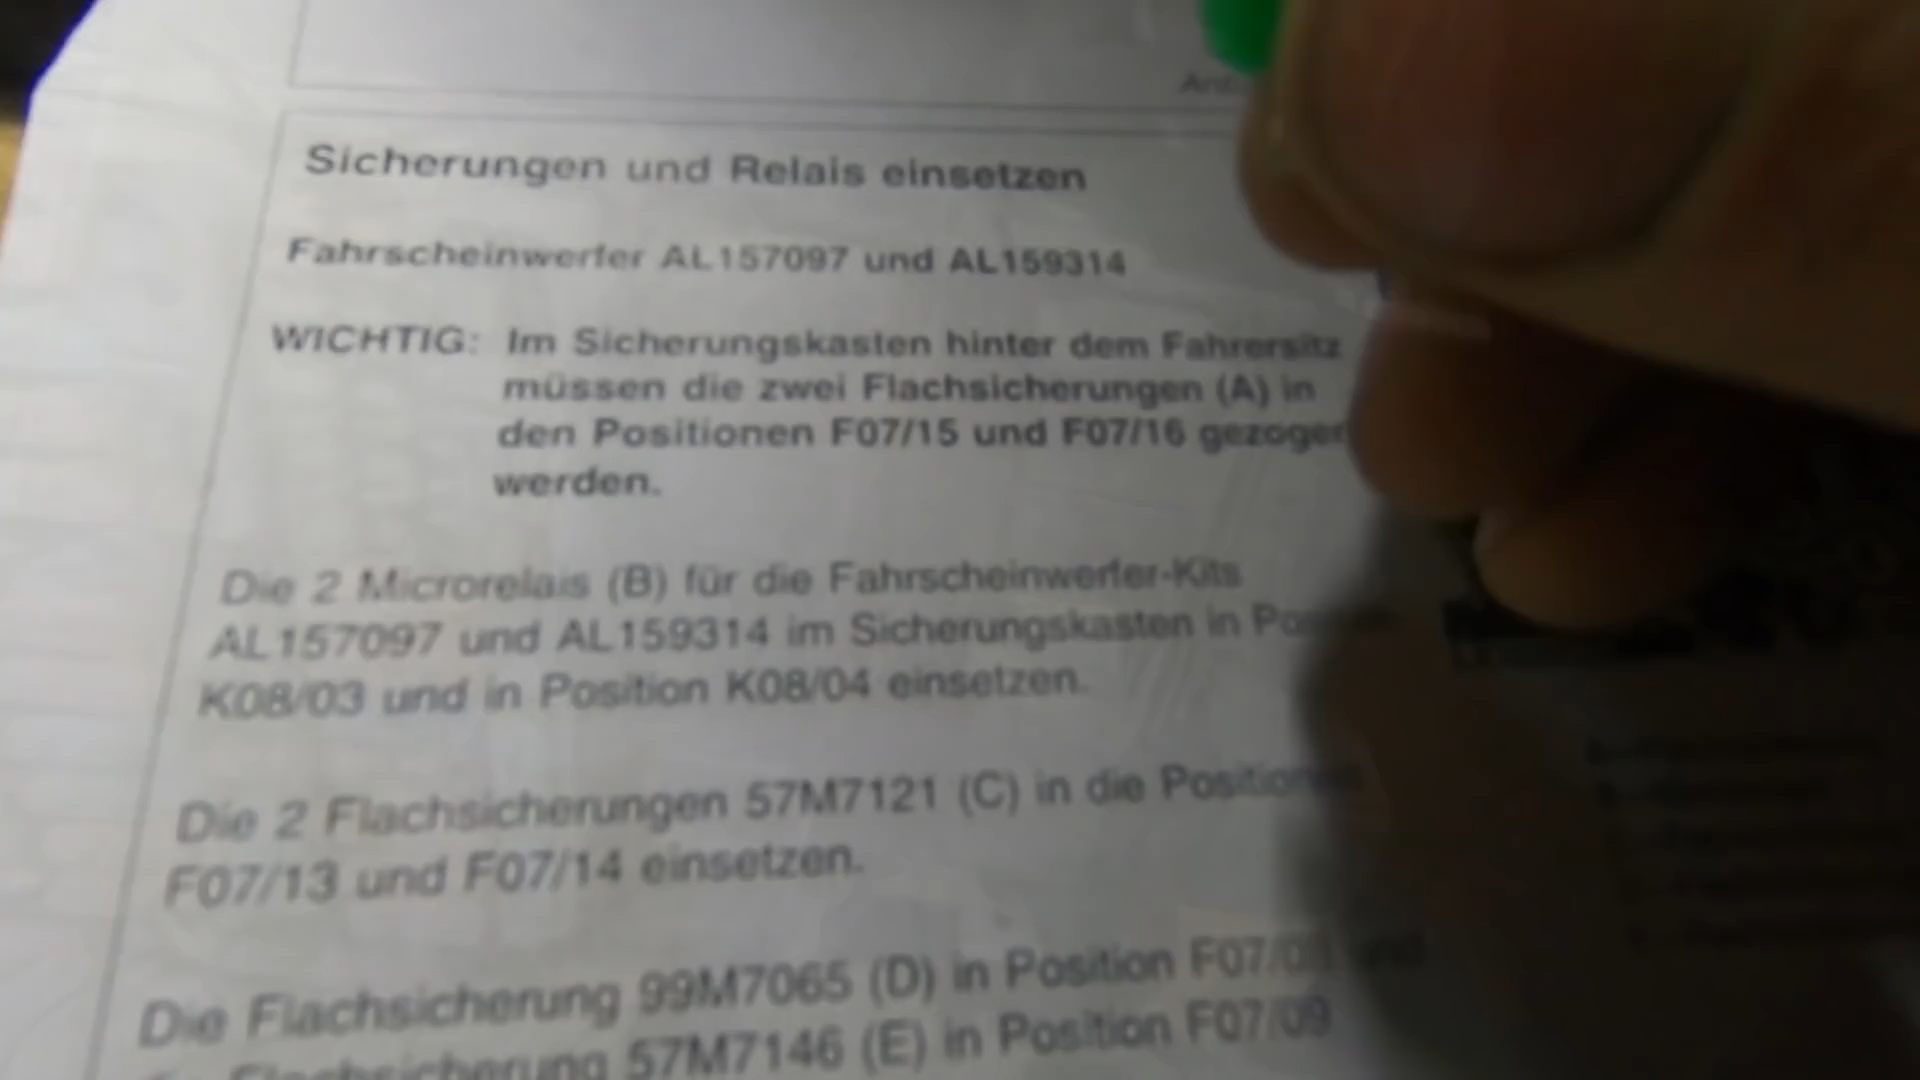 Sicherungen und Relais einsetzen
Fahrscheinwerfer AL157097 und AL159314
WICHTIG: Im Sicherungskasten hinter dem Fahrersitz
müssen die zwei Flachsicherungen (A) in
den Positionen F07/15 und F07/16 gezogen
werden.
Die 2 Microrelais (B) für die Fahrscheinwerfer-Kits
AL157097 und AL159314 im Sicherungskasten in
K08/03 und in Position K08/04 einsetzen.
Die 2 Flachsicherungen 57M7121 (C) in die Positionen
F07/13 und F07/14 einsetzen.
Die Flachsicherung 99M7065 (D) in Position
Flachsicherung 57M7146 (E) in Position F07/09